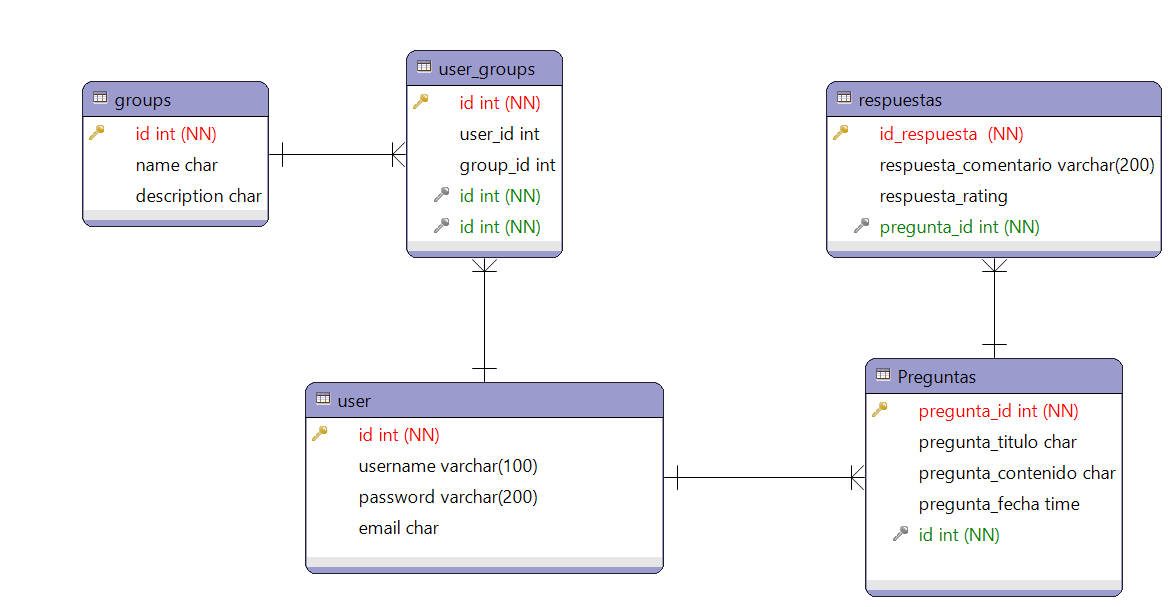 groups
id int (NN)
name char
description char
user_groups
id int (NN)
user_id int
group_id int
id int (NN)
id int (NN)
respuestas
id_respuesta (NN)
respuesta_comentario varchar(200)
respuesta_rating
pregunta_id int (NN)
user
id int (NN)
username varchar(100)
password varchar(200)
email char
Preguntas
pregunta_id int (NN)
pregunta_titulo char
pregunta_contenido char
pregunta_fecha time
id int (NN)